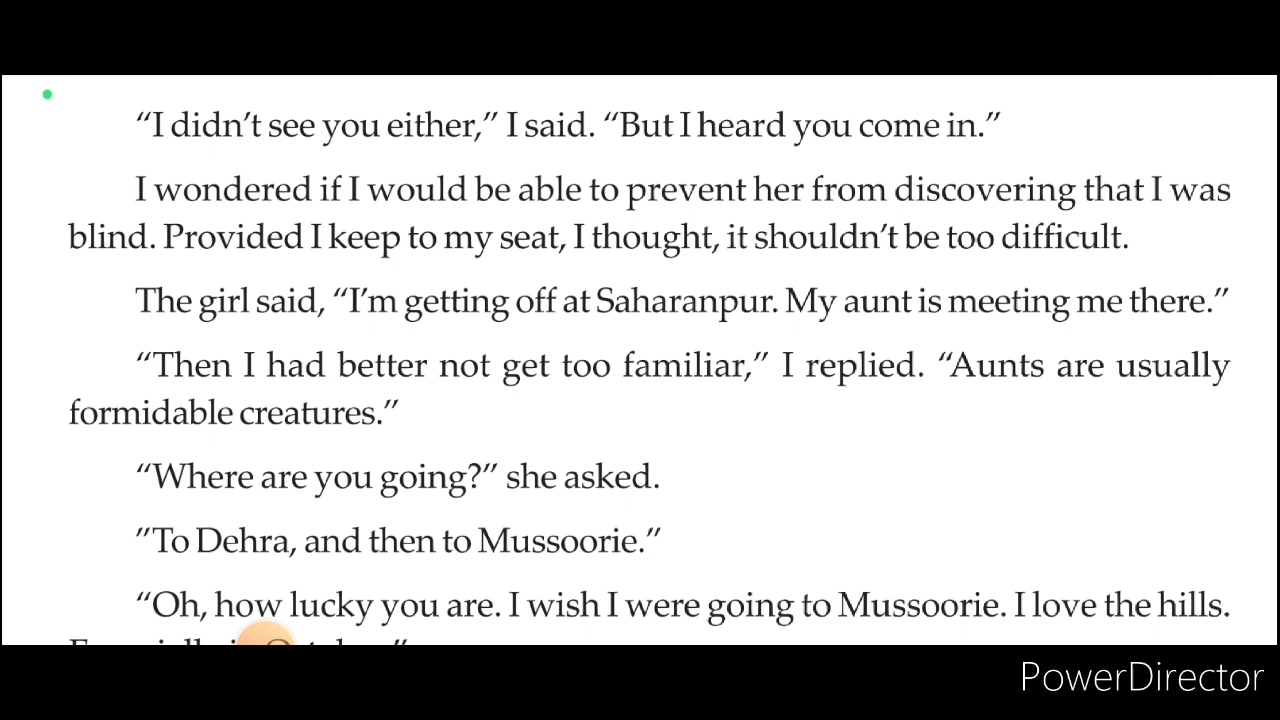 “I didn’t see you either,” I said. “But I heard you come in.”
I wondered if I would be able to prevent her from discovering that I was
blind. Provided I keep to my seat, I thought, it shouldn’t be too difficult.
The girl said, “I’m getting off at Saharanpur. My aunt is meeting me there.”
“Then I had better not get too familiar,” I replied. “Aunts are usually
formidable creatures.”
“Where are you going?” she asked.
”To Dehra, and then to Mussoorie.”
“Oh, how lucky you are. I wish I were going to Mussoorie. I love the hills.
PowerDirector